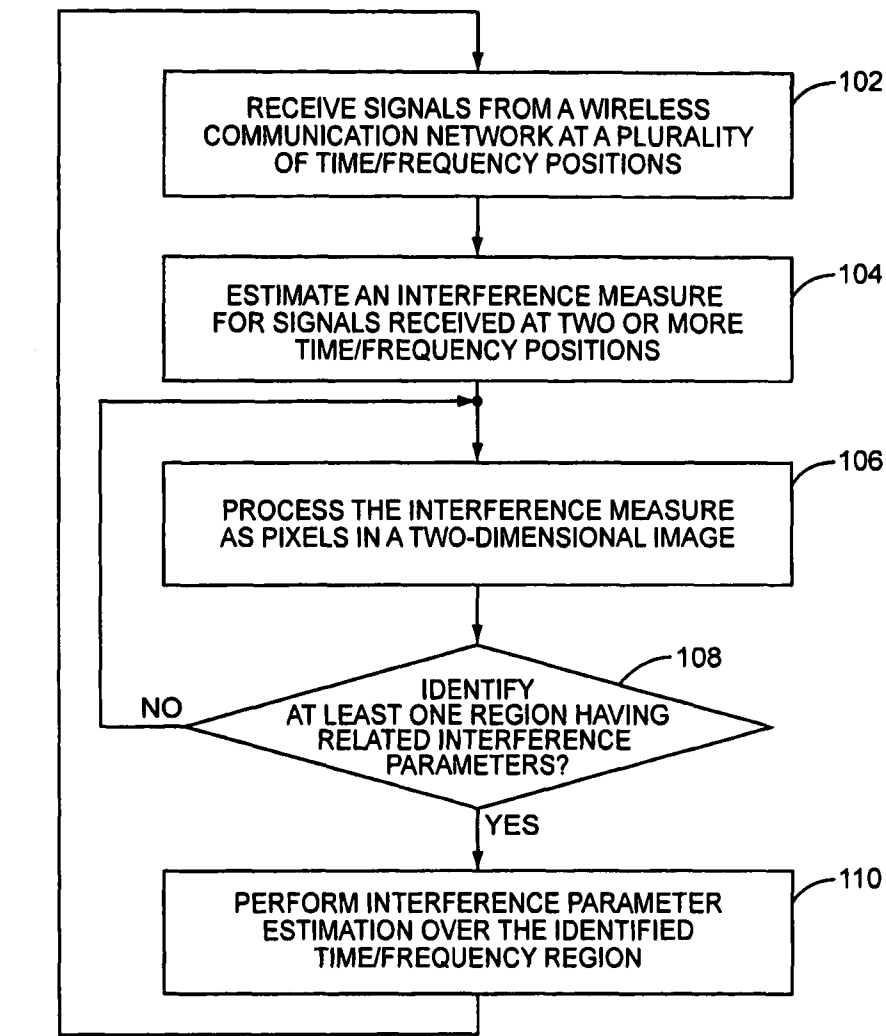 102
RECEIVE SIGNALS FROM A WIRELESS
COMMUNICATION NETWORK AT A PLURALITY
OF TIME/FREQUENCY POSITIONS
104
ESTIMATE AN INTERFERENCE MEASURE
FOR SIGNALS RECEIVED AT TWO OR MORE
TIME/FREQUENCY POSITIONS
106
PROCESS THE INTERFERENCE MEASURE
AS PIXELS IN A TWO-DIMENSIONAL IMAGE
108
IDENTIFY
AT LEAST ONE REGION HAVING
RELATED INTERFERENCE
PARAMETERS?
NO
YES
110
PERFORM INTERFERENCE PARAMETER
ESTIMATION OVER THE IDENTIFIED
TIME/FREQUENCY REGION